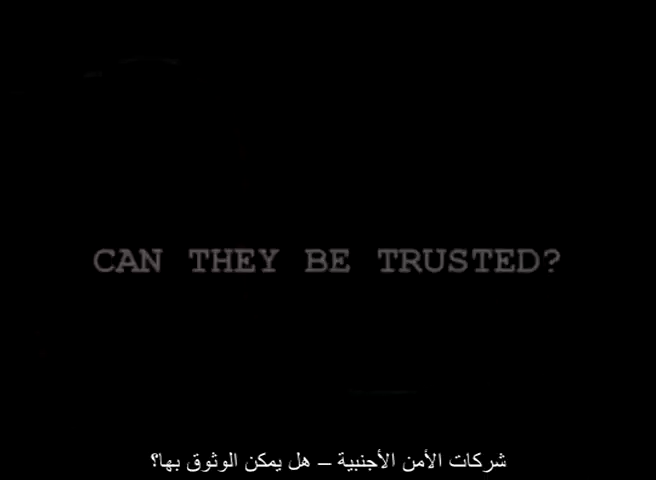 CAN THEY BE TRUSTED?
شركات الأمن الأجنبية – هل يمكن الوثوق بها؟